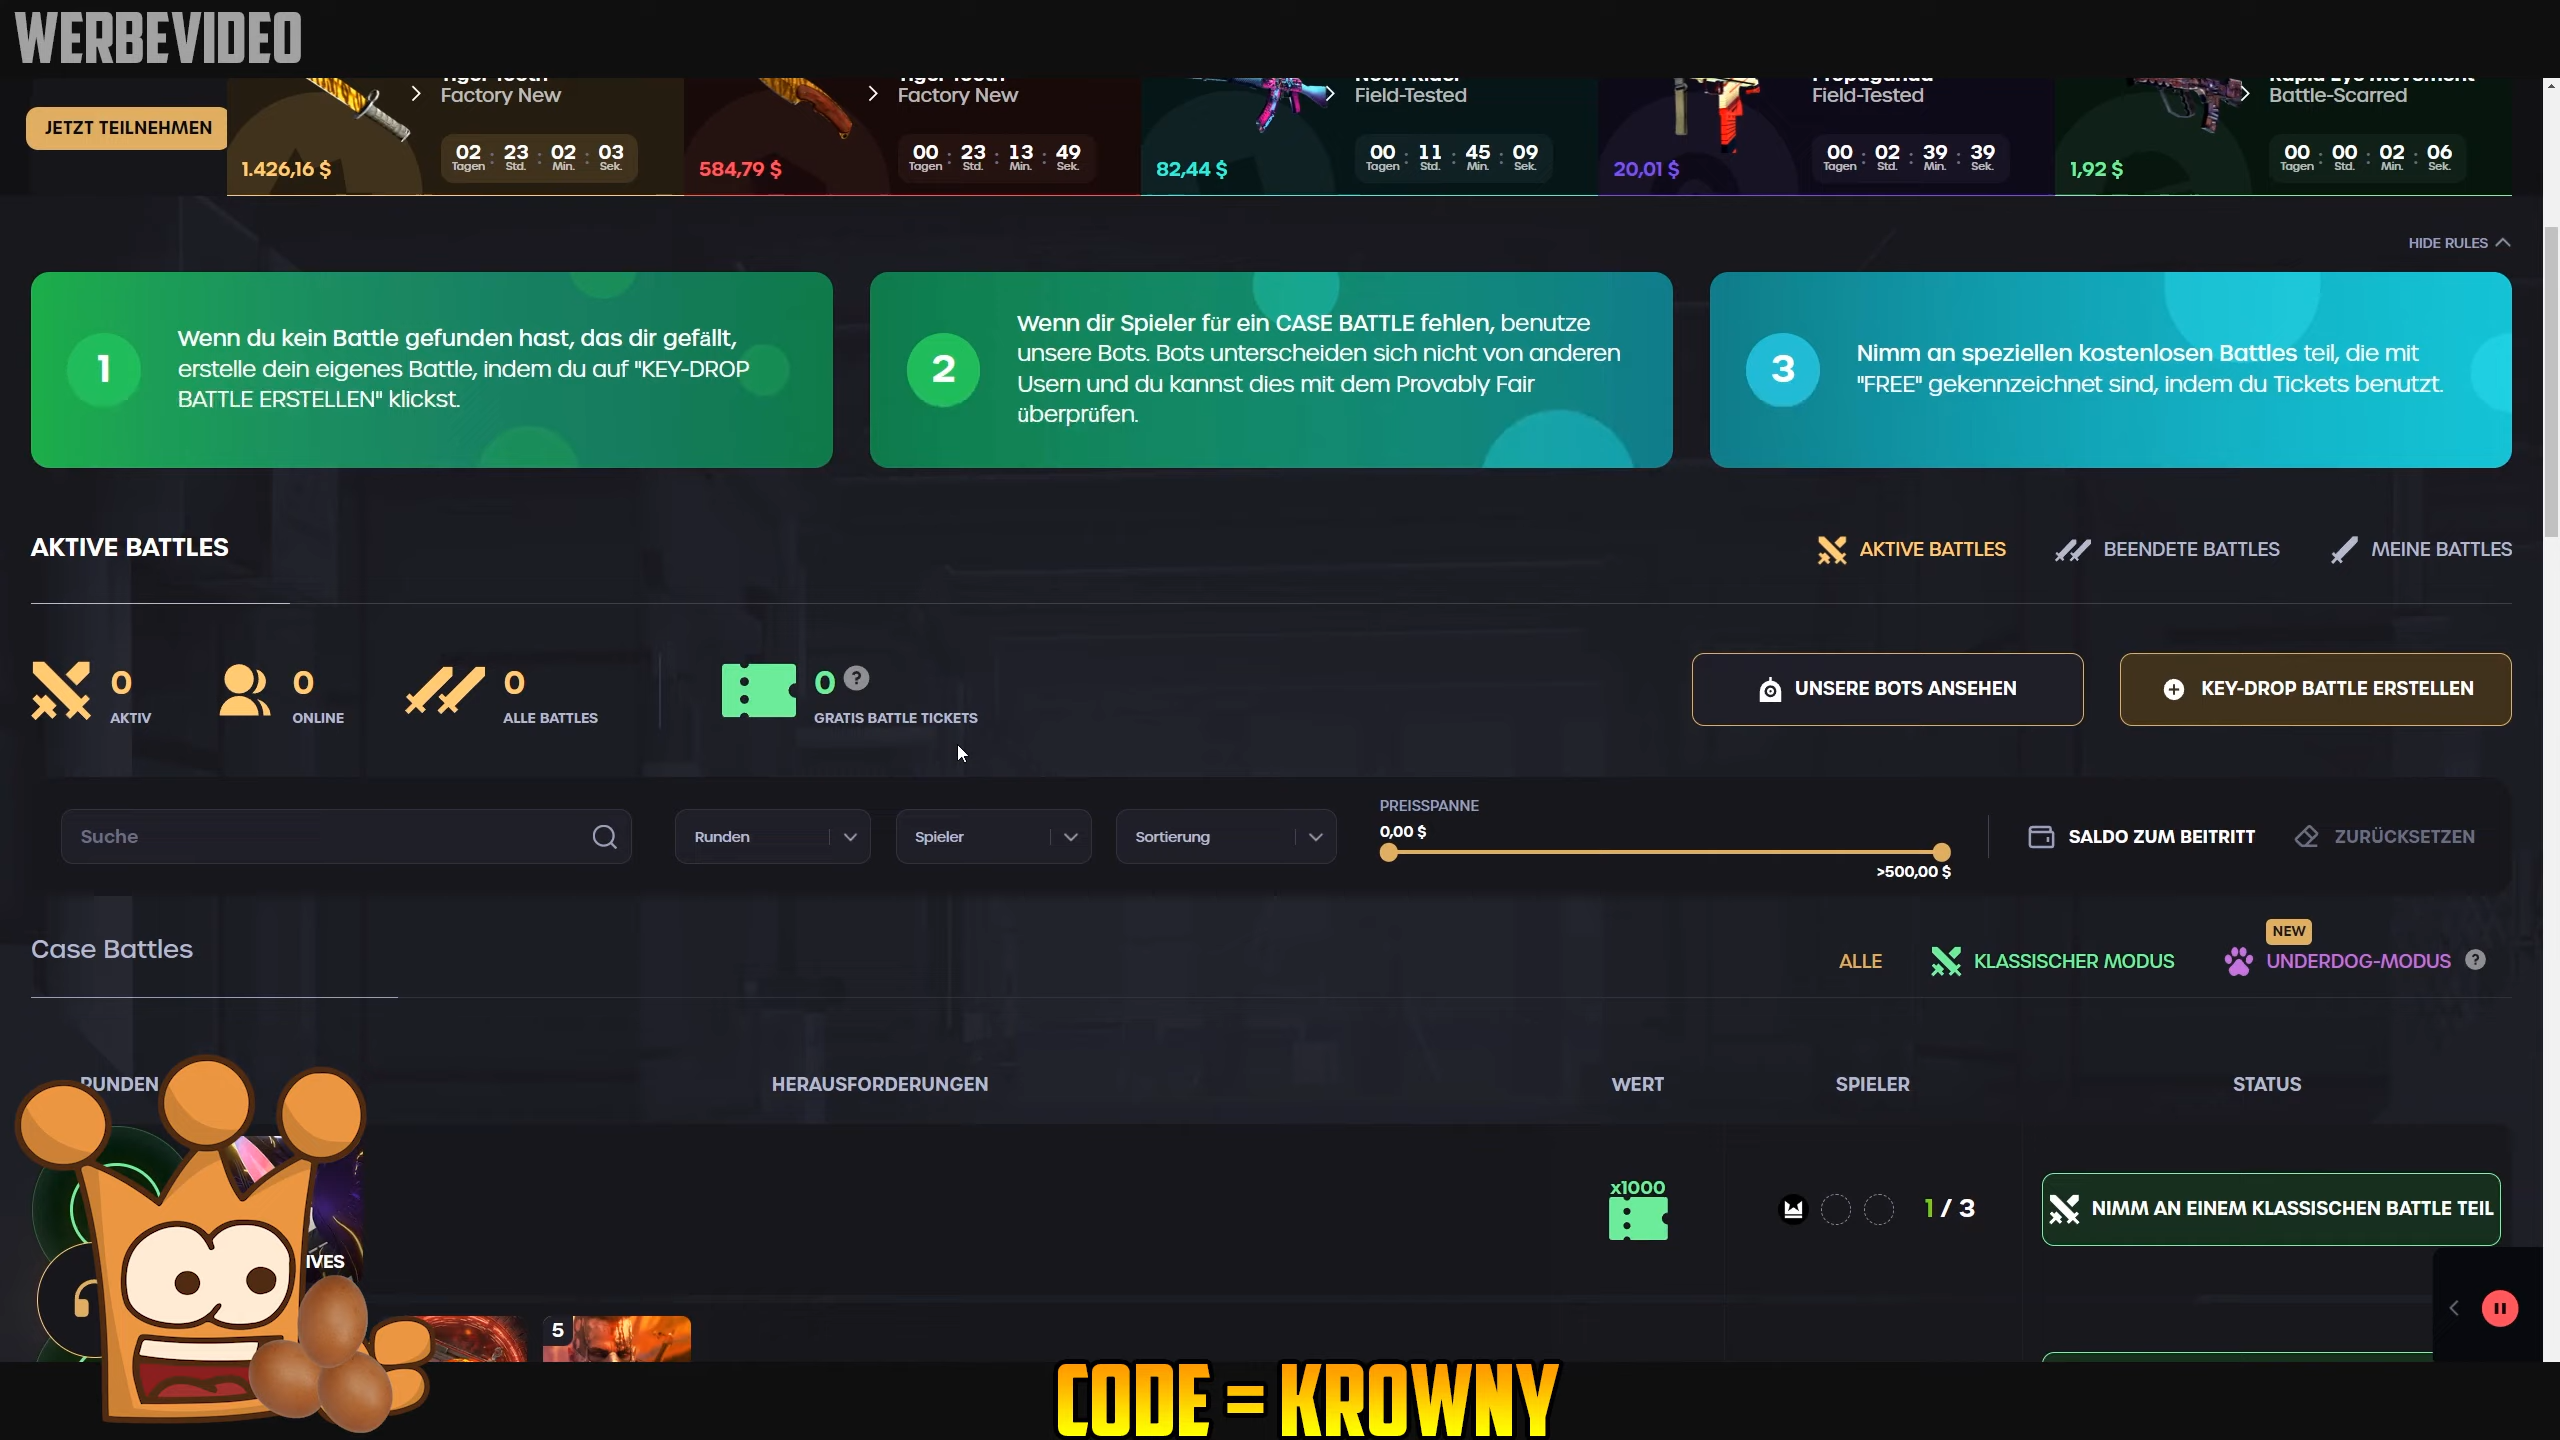 WERBEVIDEO
JETZT TEILNEHMEN
Factory New
1.426,16 $
02 : 23 : 02 : 03
Tagen Std. Min. Sek.
Factory New
584,79 $
00 : 23 : 13 : 49
Tagen Std. Min. Sek.
Field-Tested
82,44 $
00 : 11 : 45 : 09
Tagen Std. Min. Sek.
Field-Tested
20,01 $
00 : 02 : 39 : 39
Tagen Std. Min. Sek.
Battle-Scarred
1,92 $
00 : 00 : 02 : 06
Tagen Std. Min. Sek.
HIDE RULES
1
Wenn du kein Battle gefunden hast, das dir gefällt,
erstelle dein eigenes Battle, indem du auf "KEY-DROP
BATTLE ERSTELLEN" klickst.
2
Wenn dir Spieler für ein CASE BATTLE fehlen, benutze
unsere Bots. Bots unterscheiden sich nicht von anderen
Usern und du kannst dies mit dem Provably Fair
überprüfen.
3
Nimm an speziellen kostenlosen Battles teil, die mit
"FREE" gekennzeichnet sind, indem du Tickets benutzt.
AKTIVE BATTLES
AKTIVE BATTLES
BEENDETE BATTLES
MEINE BATTLES
0
AKTIV
0
ONLINE
0
ALLE BATTLES
0 ?
GRATIS BATTLE TICKETS
UNSERE BOTS ANSEHEN
KEY-DROP BATTLE ERSTELLEN
Suche
Runden
Spieler
Sortierung
PREISSPANNE
0,00 $
>500,00 $
SALDO ZUM BEITRITT
ZURÜCKSETZEN
Case Battles
ALLE
KLASSISCHER MODUS
NEW
UNDERDOG-MODUS ?
RUNDEN
HERAUSFORDERUNGEN
WERT
SPIELER
STATUS
x1000
1 / 3
NIMM AN EINEM KLASSISCHEN BATTLE TEIL
5
CODE = KROWNY